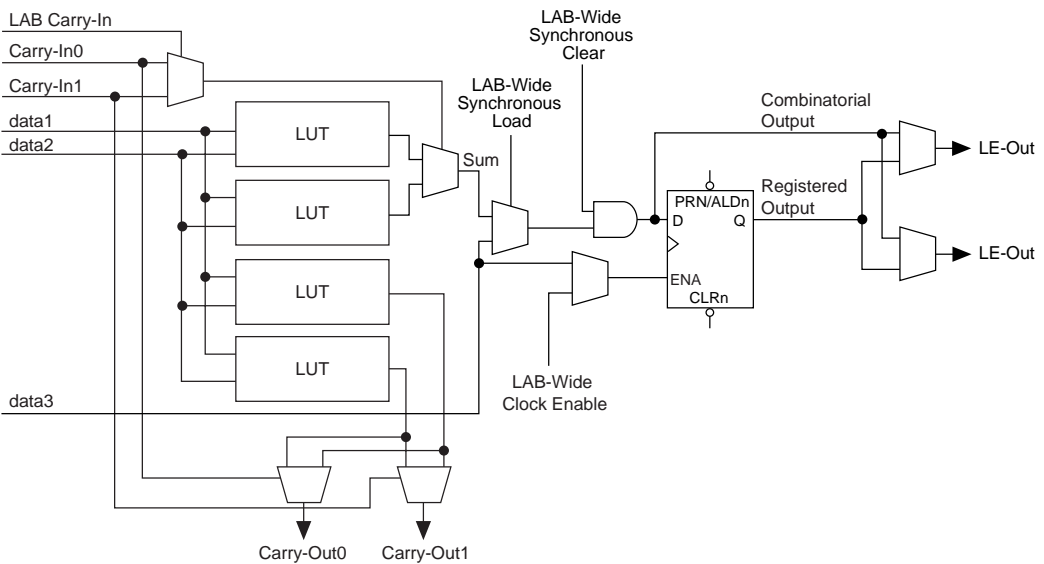 LAB Carry-In
Carry-In0
Carry-In1
data1
data2
LUT
LUT
LUT
LUT
data3
Carry-Out0
Carry-Out1
Sum
LAB-Wide
Synchronous
Load
LAB-Wide
Synchronous
Clear
LAB-Wide
Clock Enable
PRN/ALDn
D
Q
ENA
CLRn
Combinatorial
Output
Registered
Output
LE-Out
LE-Out